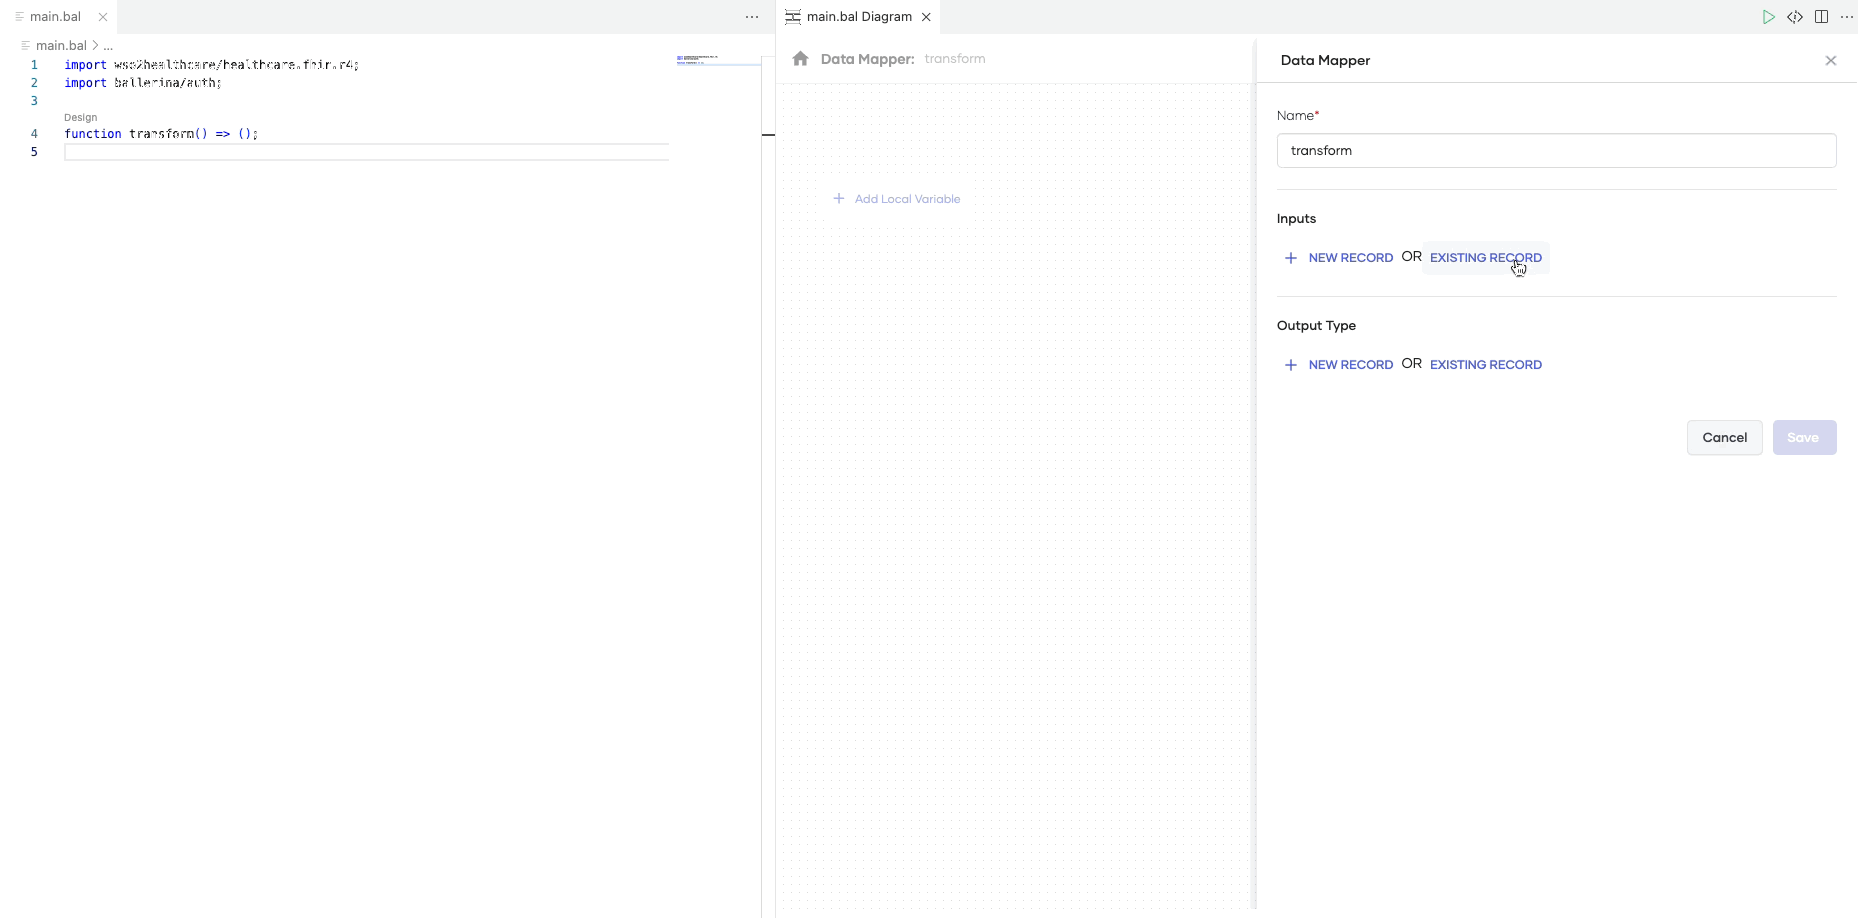 main.bal
main.bal > ...
1 import wso2healthcare/healthcare.fhir.r4;
2 import ballerina/auth;
3
Design
4 function transform() => ();
5
main.bal Diagram
Data Mapper: transform
+ Add Local Variable
Data Mapper
Name*
transform
Inputs
+ NEW RECORD OR EXISTING RECORD
Output Type
+ NEW RECORD OR EXISTING RECORD
Cancel Save